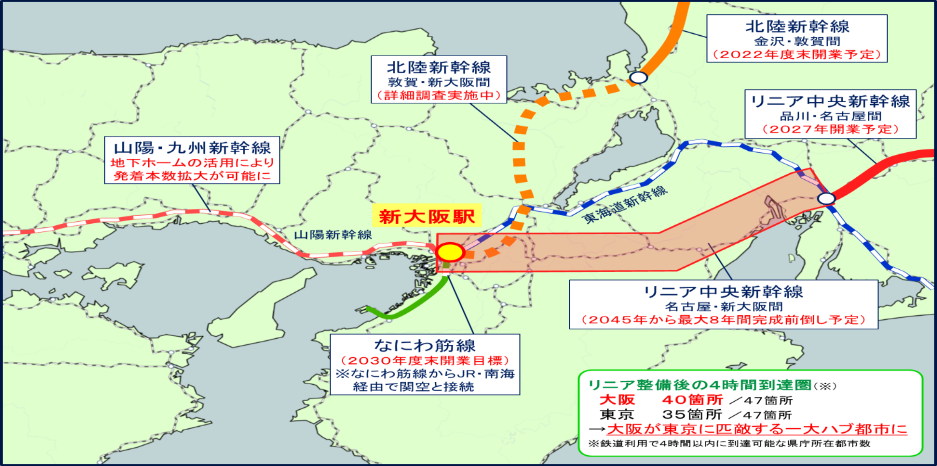 北陸新幹線
金沢・敦賀間
(2022年度末開業予定)
北陸新幹線
敦賀・新大阪間
(詳細調査実施中)
リニア中央新幹線
品川・名古屋間
(2027年開業予定)
山陽・九州新幹線
地下ホームの活用により
発着本数拡大が可能に
新大阪駅
東海道新幹線
山陽新幹線
リニア中央新幹線
名古屋・新大阪間
(2045年から最大8年間完成前倒し予定)
なにわ筋線
(2030年度末開業目標)
※なにわ筋線からJR・南海
経由で関空と接続
リニア整備後の4時間到達圏(※)
大阪 40箇所/47箇所
東京 35箇所/47箇所
→大阪が東京に匹敵する一大ハブ都市に
※鉄道利用で4時間以内に到達可能な県庁所在都市数